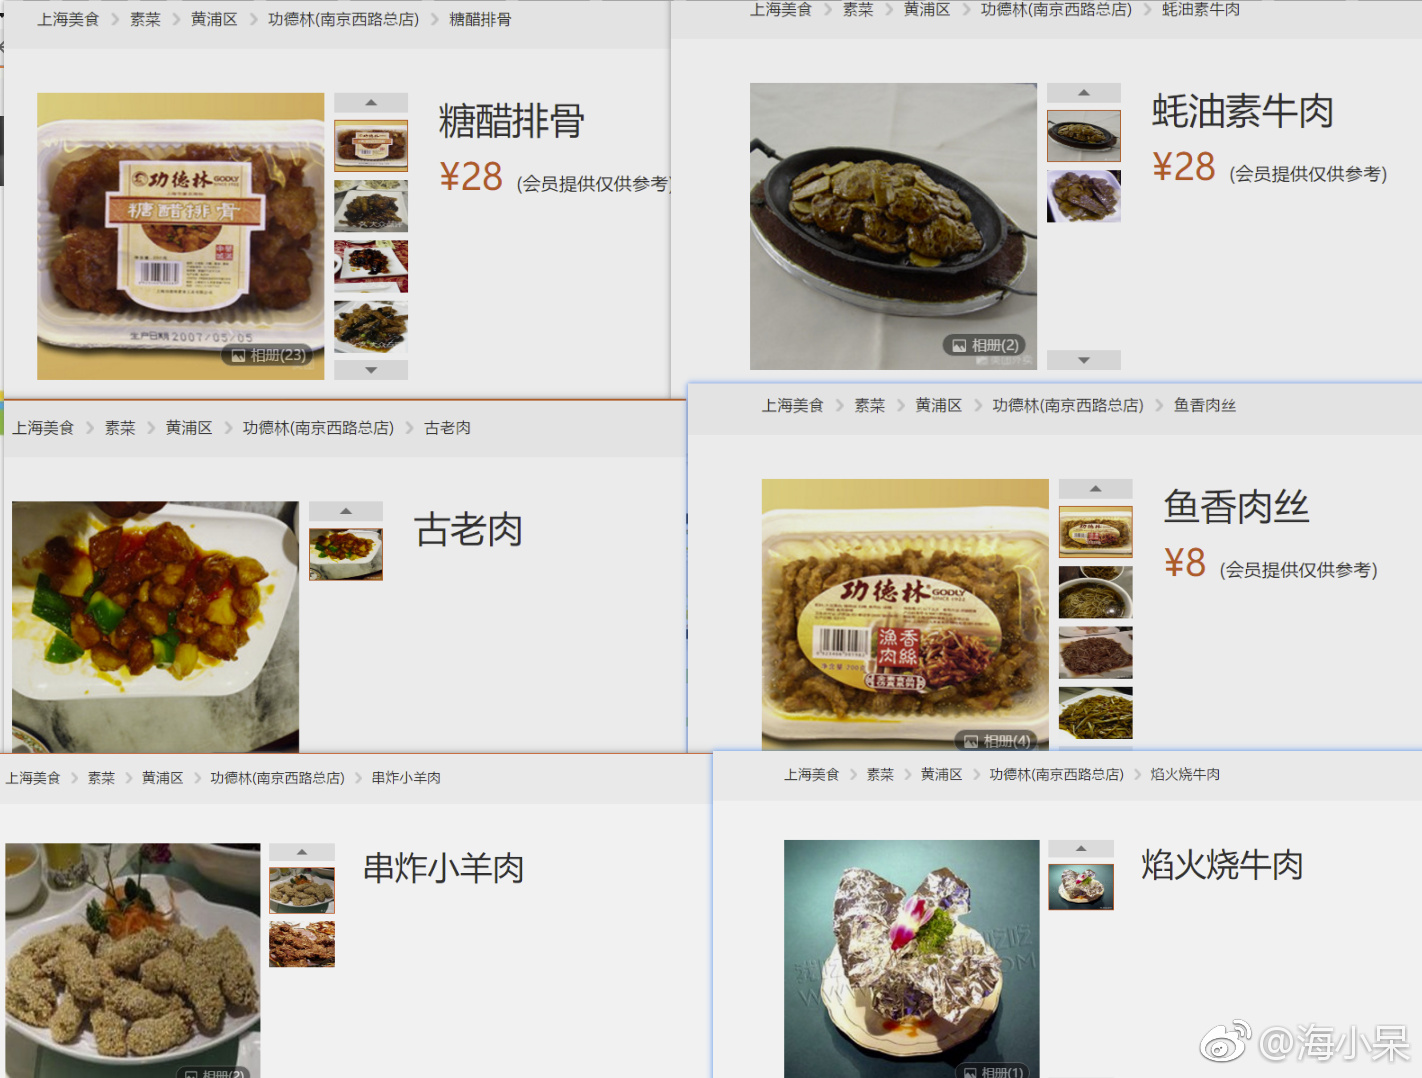 上海美食 > 素菜 > 黄浦区 > 功德林(南京西路总店) > 糖醋排骨
糖醋排骨
¥28 (会员提供仅供参考)
功德林 GODLY
糖醋排骨
生产日期 2007/05/05
相册(23)
上海美食 > 素菜 > 黄浦区 > 功德林(南京西路总店) > 蚝油素牛肉
蚝油素牛肉
¥28 (会员提供仅供参考)
相册(2)
上海美食 > 素菜 > 黄浦区 > 功德林(南京西路总店) > 古老肉
古老肉
上海美食 > 素菜 > 黄浦区 > 功德林(南京西路总店) > 鱼香肉丝
鱼香肉丝
¥8 (会员提供仅供参考)
功德林 GODLY
SINCE 1922
漁香
肉絲
相册(4)
上海美食 > 素菜 > 黄浦区 > 功德林(南京西路总店) > 串炸小羊肉
串炸小羊肉
相册(2)
上海美食 > 素菜 > 黄浦区 > 功德林(南京西路总店) > 焰火烧牛肉
焰火烧牛肉
相册(1)
@海小呆